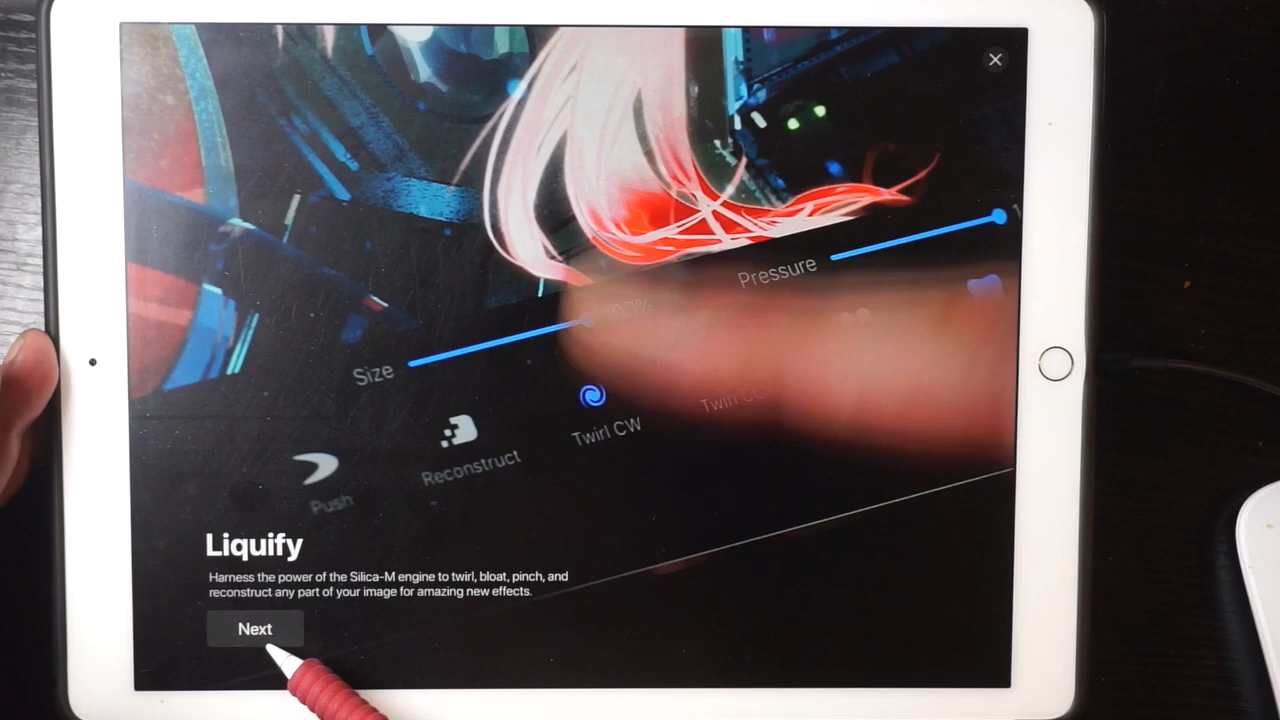 Pressure
Size
Twirl CW
Reconstruct
Push
Liquify
Harness the power of the Silica-M engine to twirl, bloat, pinch, and
reconstruct any part of your image for amazing new effects.
Next